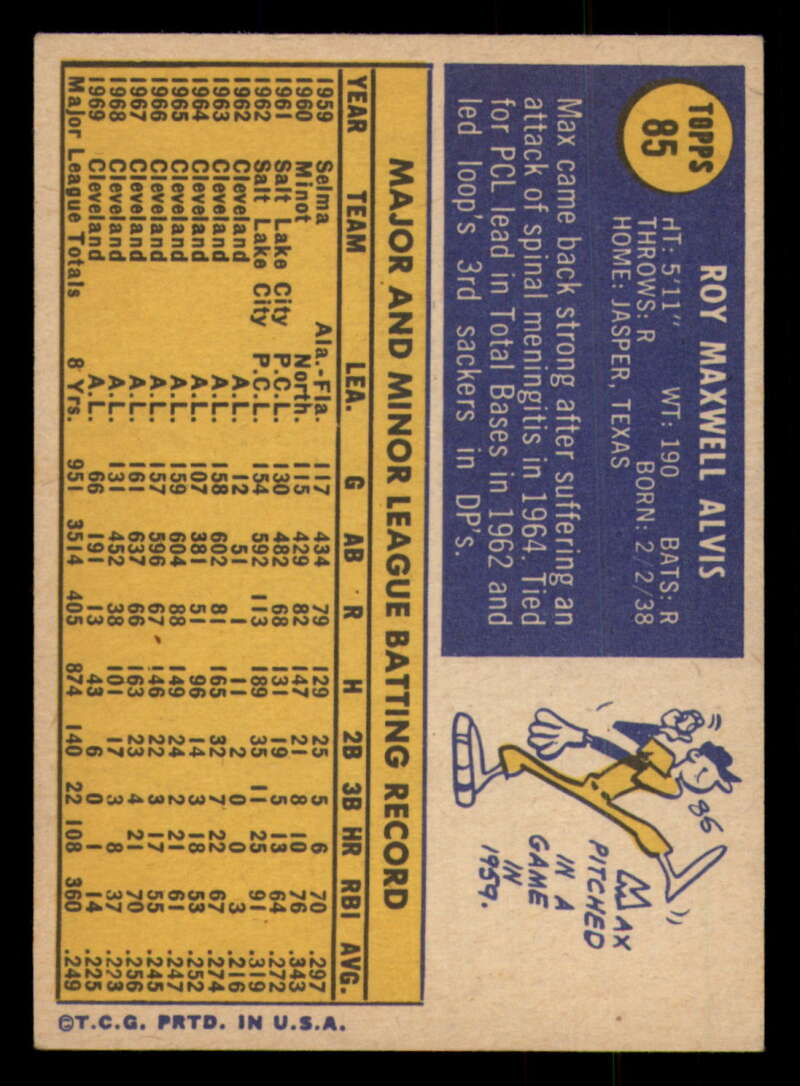 TOPPS
85
ROY MAXWELL ALVIS
HT: 5'11" WT: 190 BATS: R
THROWS: R BORN: 2/2/38
HOME: JASPER, TEXAS
Max came back strong after suffering an
attack of spinal meningitis in 1964. Tied
for PCL lead in Total Bases in 1962 and
led loop's 3rd sackers in DP's.
MAX
PITCHED
IN A
GAME
IN
1959.
MAJOR AND MINOR LEAGUE BATTING RECORD
YEAR TEAM LEA. G AB R H 2B 3B HR RBI AVG.
1959 Selma Ala.-Fla. 117 434 79 129 25 5 6 70 .297
1960 Minot North. 115 429 82 147 21 8 10 76 .343
1961 Salt Lake City P.C.L. 130 482 68 131 19 5 13 64 .272
1962 Salt Lake City P.C.L. 154 592 113 189 35 11 25 91 .319
1962 Cleveland A.L. 12 51 1 11 2 0 0 3 .216
1963 Cleveland A.L. 158 602 81 165 32 7 22 67 .274
1964 Cleveland A.L. 107 381 51 96 14 3 18 53 .252
1965 Cleveland A.L. 159 604 88 149 24 2 21 61 .247
1966 Cleveland A.L. 157 596 67 146 22 3 17 55 .245
1967 Cleveland A.L. 161 637 66 163 23 4 21 70 .256
1968 Cleveland A.L. 131 452 38 101 17 3 8 37 .223
1969 Cleveland A.L. 66 191 13 43 6 0 1 14 .225
Major League Totals 8 Yrs. 951 3514 405 874 140 22 108 360 .249
©T.C.G. PRTD. IN U.S.A.